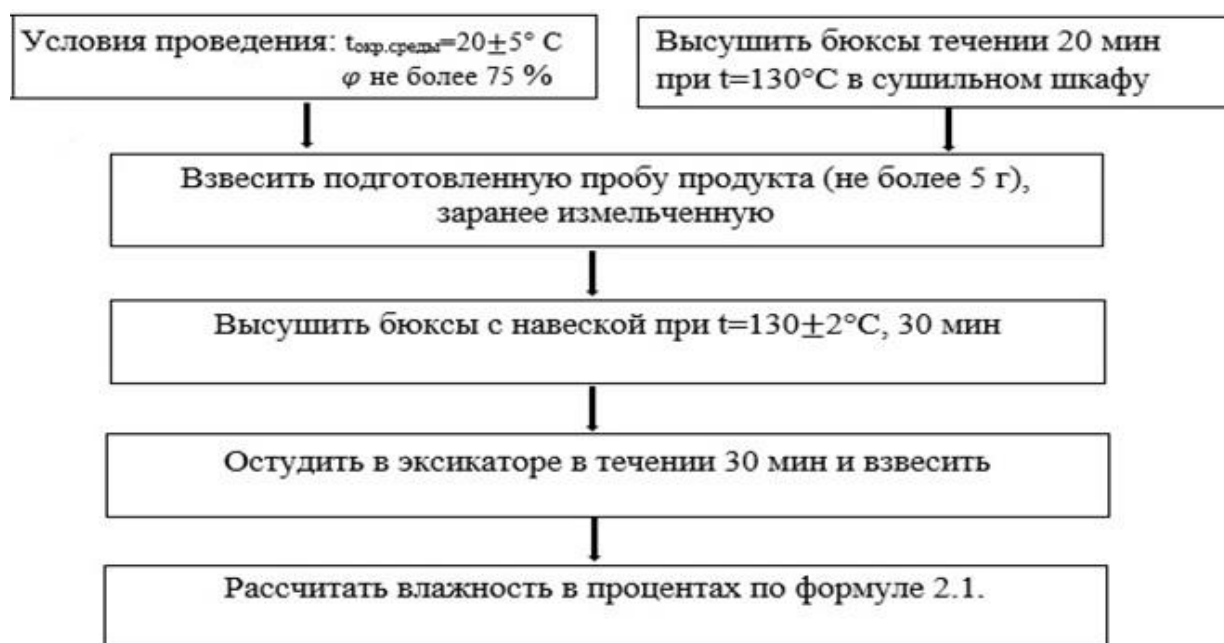 Условия проведения: tокр.среды=20±5° С
φ не более 75 %
Высушить бюксы течении 20 мин
при t=130°С в сушильном шкафу
Взвесить подготовленную пробу продукта (не более 5 г),
заранее измельченную
Высушить бюксы с навеской при t=130±2°С, 30 мин
Остудить в эксикаторе в течении 30 мин и взвесить
Рассчитать влажность в процентах по формуле 2.1.